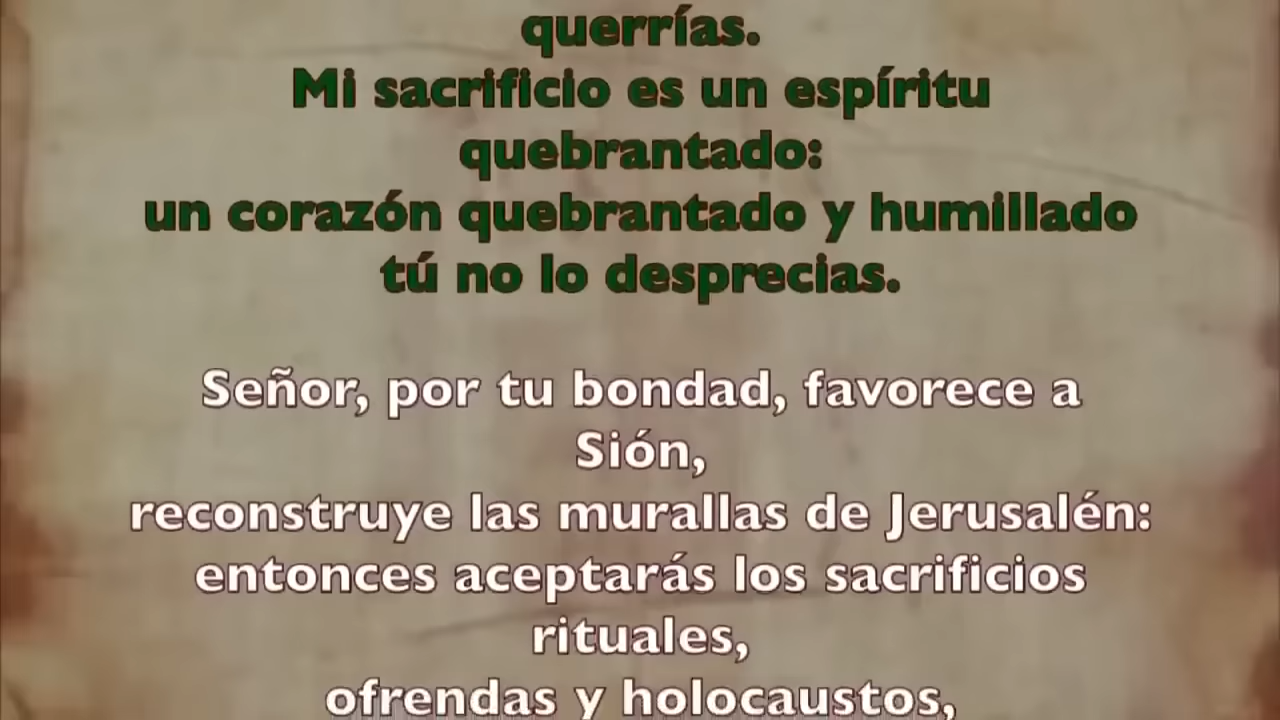 querrías.
Mi sacrificio es un espíritu
quebrantado:
un corazón quebrantado y humillado
tú no lo desprecias.
Señor, por tu bondad, favorece a
Sión,
reconstruye las murallas de Jerusalén:
entonces aceptarás los sacrificios
rituales,
ofrendas y holocaustos,